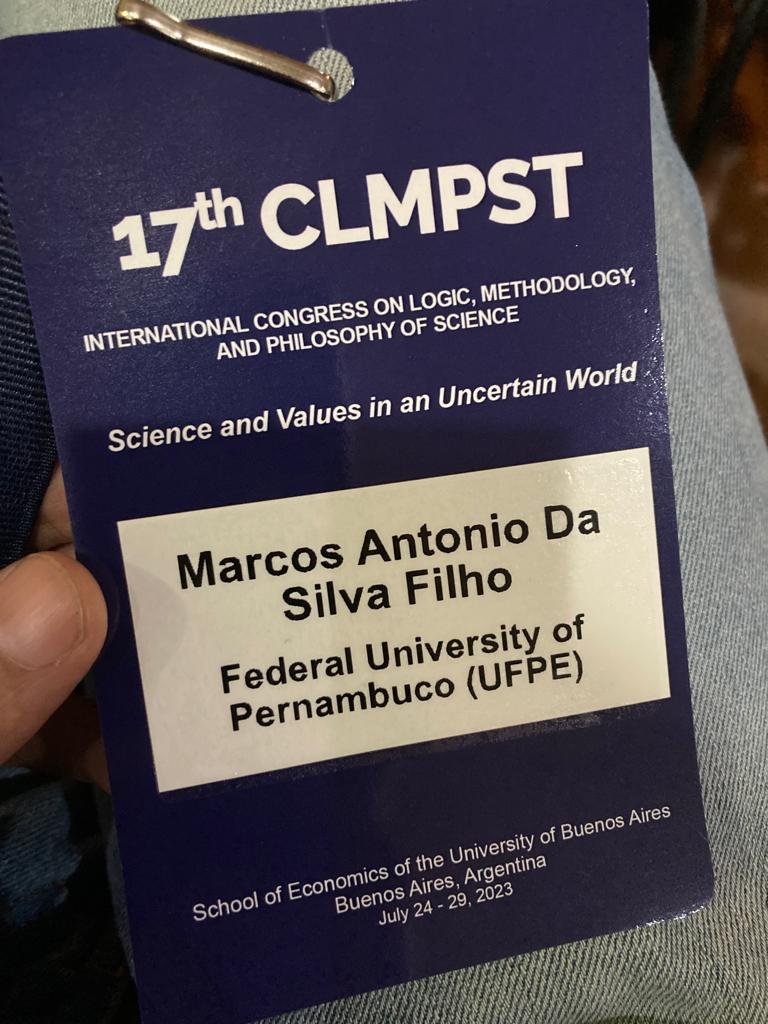 17th CLMPST
INTERNATIONAL CONGRESS ON LOGIC, METHODOLOGY,
AND PHILOSOPHY OF SCIENCE
Science and Values in an Uncertain World
Marcos Antonio Da
Silva Filho
Federal University of
Pernambuco (UFPE)
School of Economics of the University of Buenos Aires
Buenos Aires, Argentina
July 24 - 29, 2023